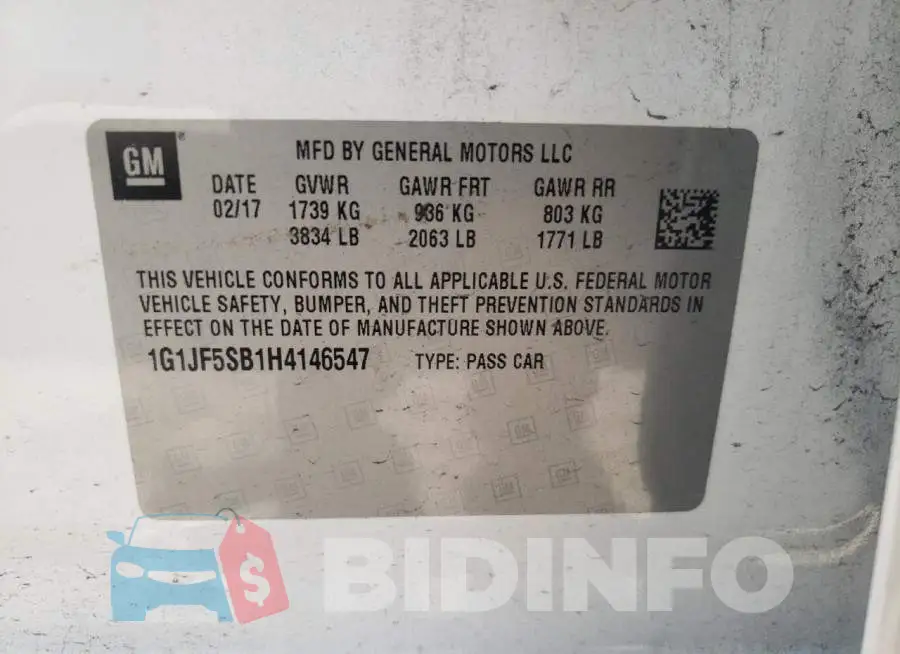 GM
MFD BY GENERAL MOTORS LLC
DATE GVWR GAWR FRT GAWR RR
02/17 1739 KG 936 KG 803 KG
3834 LB 2063 LB 1771 LB
THIS VEHICLE CONFORMS TO ALL APPLICABLE U.S. FEDERAL MOTOR
VEHICLE SAFETY, BUMPER, AND THEFT PREVENTION STANDARDS IN
EFFECT ON THE DATE OF MANUFACTURE SHOWN ABOVE.
1G1JF5SB1H4146547 TYPE: PASS CAR
$ BIDINFO